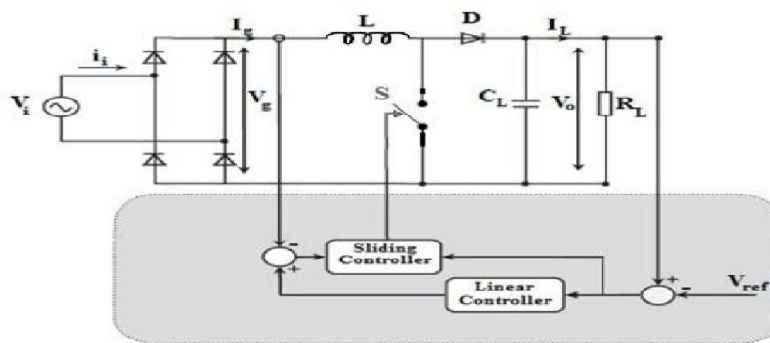 I_g L D I_L
i_i
V_i V_g S C_L V_o R_L
-
+
Sliding
Controller
Linear
Controller
+
-
V_ref